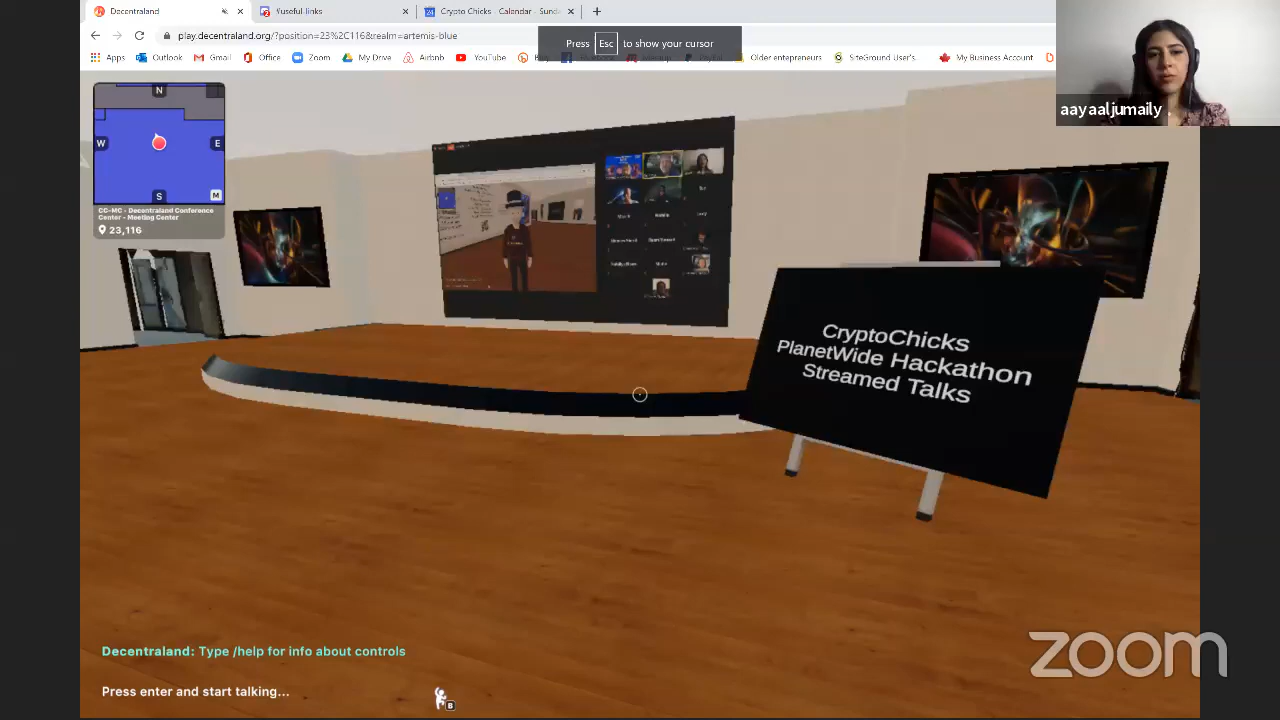 Decentraland
#useful-links
Crypto Chicks - Calendar - Sunda
play.decentraland.org/?position=23%2C116&realm=artemis-blue
Press Esc to show your cursor
Apps
Outlook
Gmail
Office
Zoom
My Drive
Airbnb
YouTube
Older entrepreneurs
SiteGround User's...
My Business Account
aayaaljumaily
N
W
E
S
M
CC-MC - Decentraland Conference
Center - Meeting Center
23,116
CryptoChicks
PlanetWide Hackathon
Streamed Talks
Decentraland: Type /help for info about controls
Press enter and start talking...
B
zoom